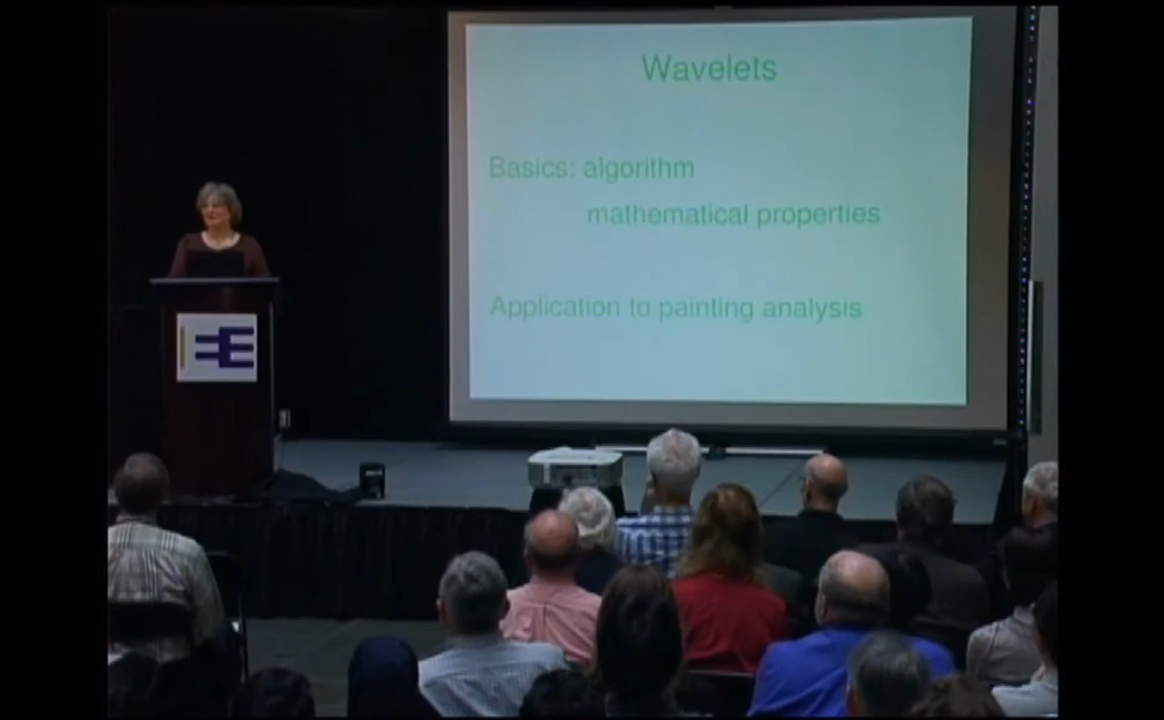 Wavelets
Basics: algorithm
mathematical properties
Application to painting analysis